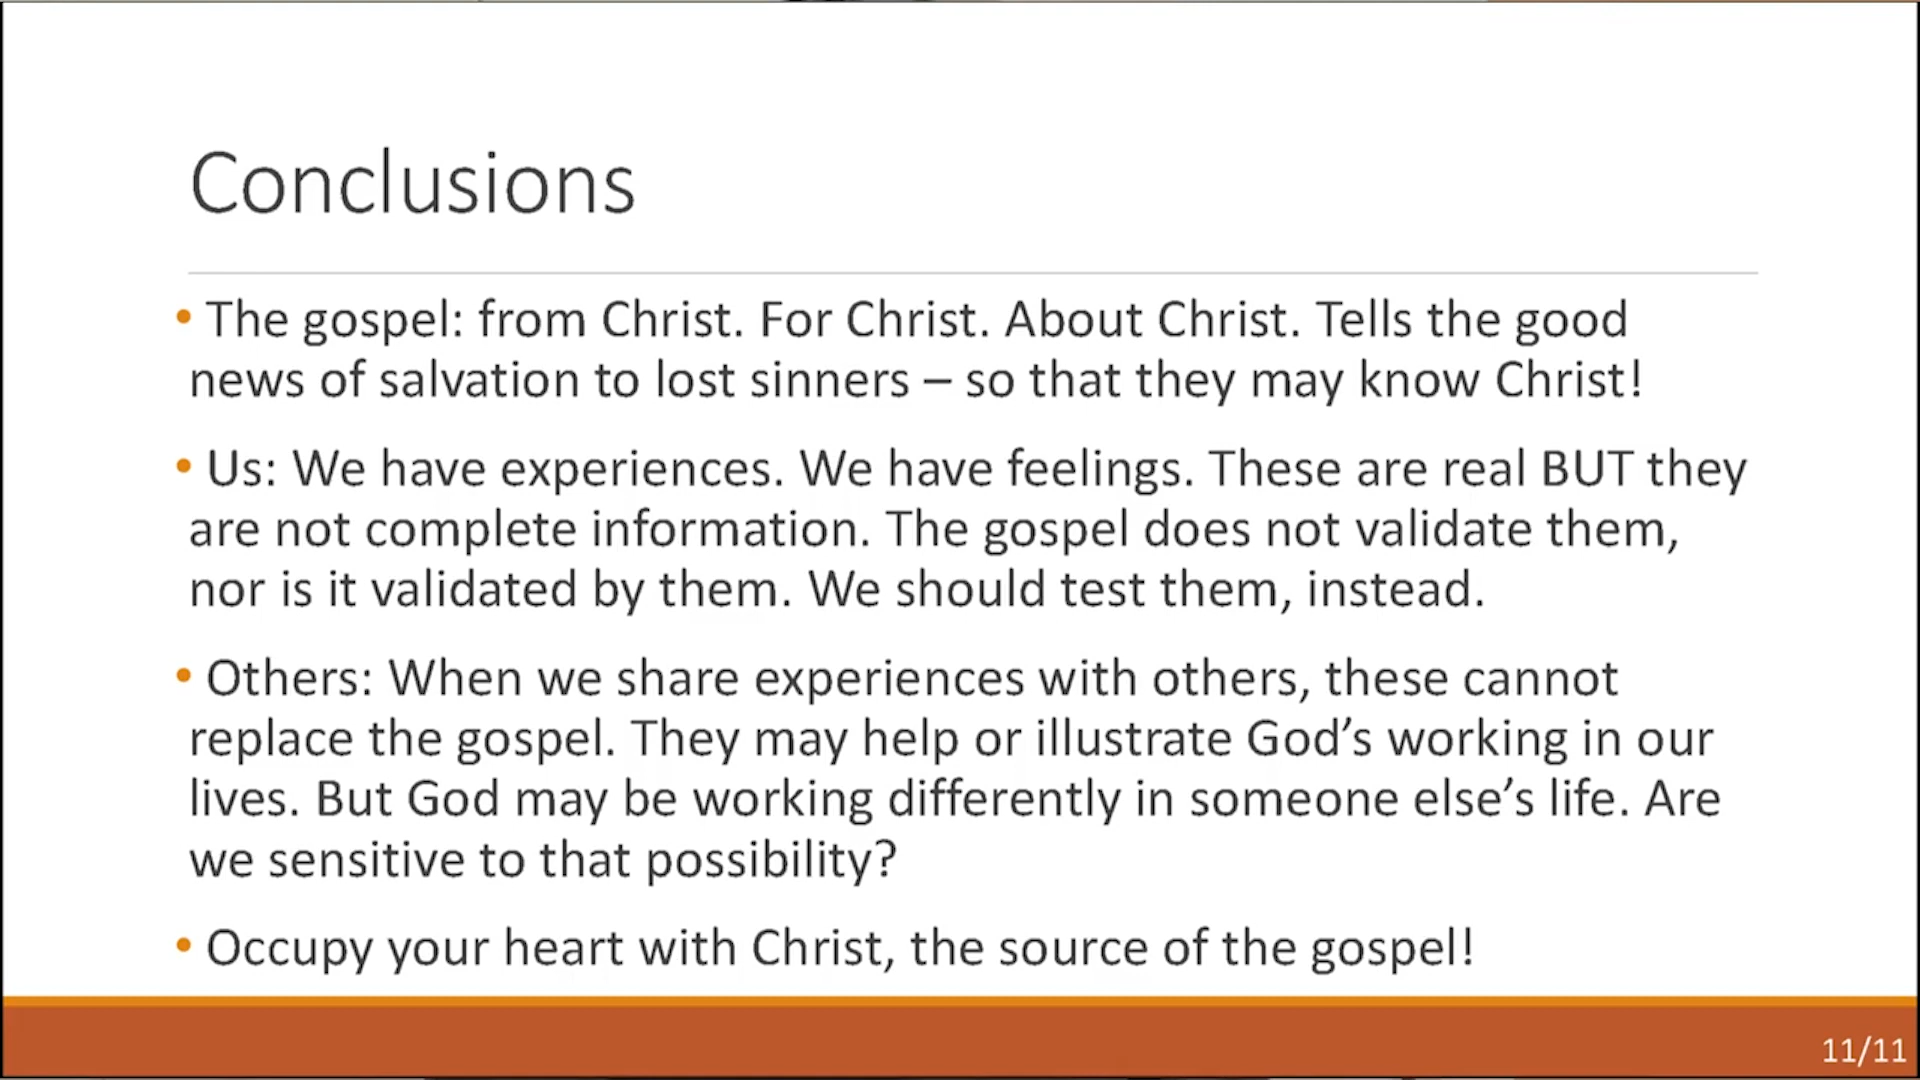 Conclusions
• The gospel: from Christ. For Christ. About Christ. Tells the good
news of salvation to lost sinners – so that they may know Christ!
• Us: We have experiences. We have feelings. These are real BUT they
are not complete information. The gospel does not validate them,
nor is it validated by them. We should test them, instead.
• Others: When we share experiences with others, these cannot
replace the gospel. They may help or illustrate God’s working in our
lives. But God may be working differently in someone else’s life. Are
we sensitive to that possibility?
• Occupy your heart with Christ, the source of the gospel!
11/11